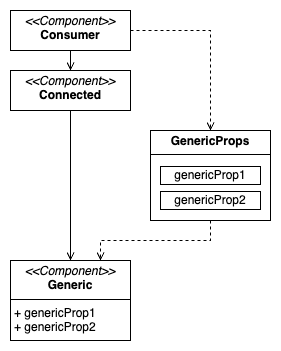 <<Component>>
Consumer
<<Component>>
Connected
GenericProps
genericProp1
genericProp2
<<Component>>
Generic
+ genericProp1
+ genericProp2